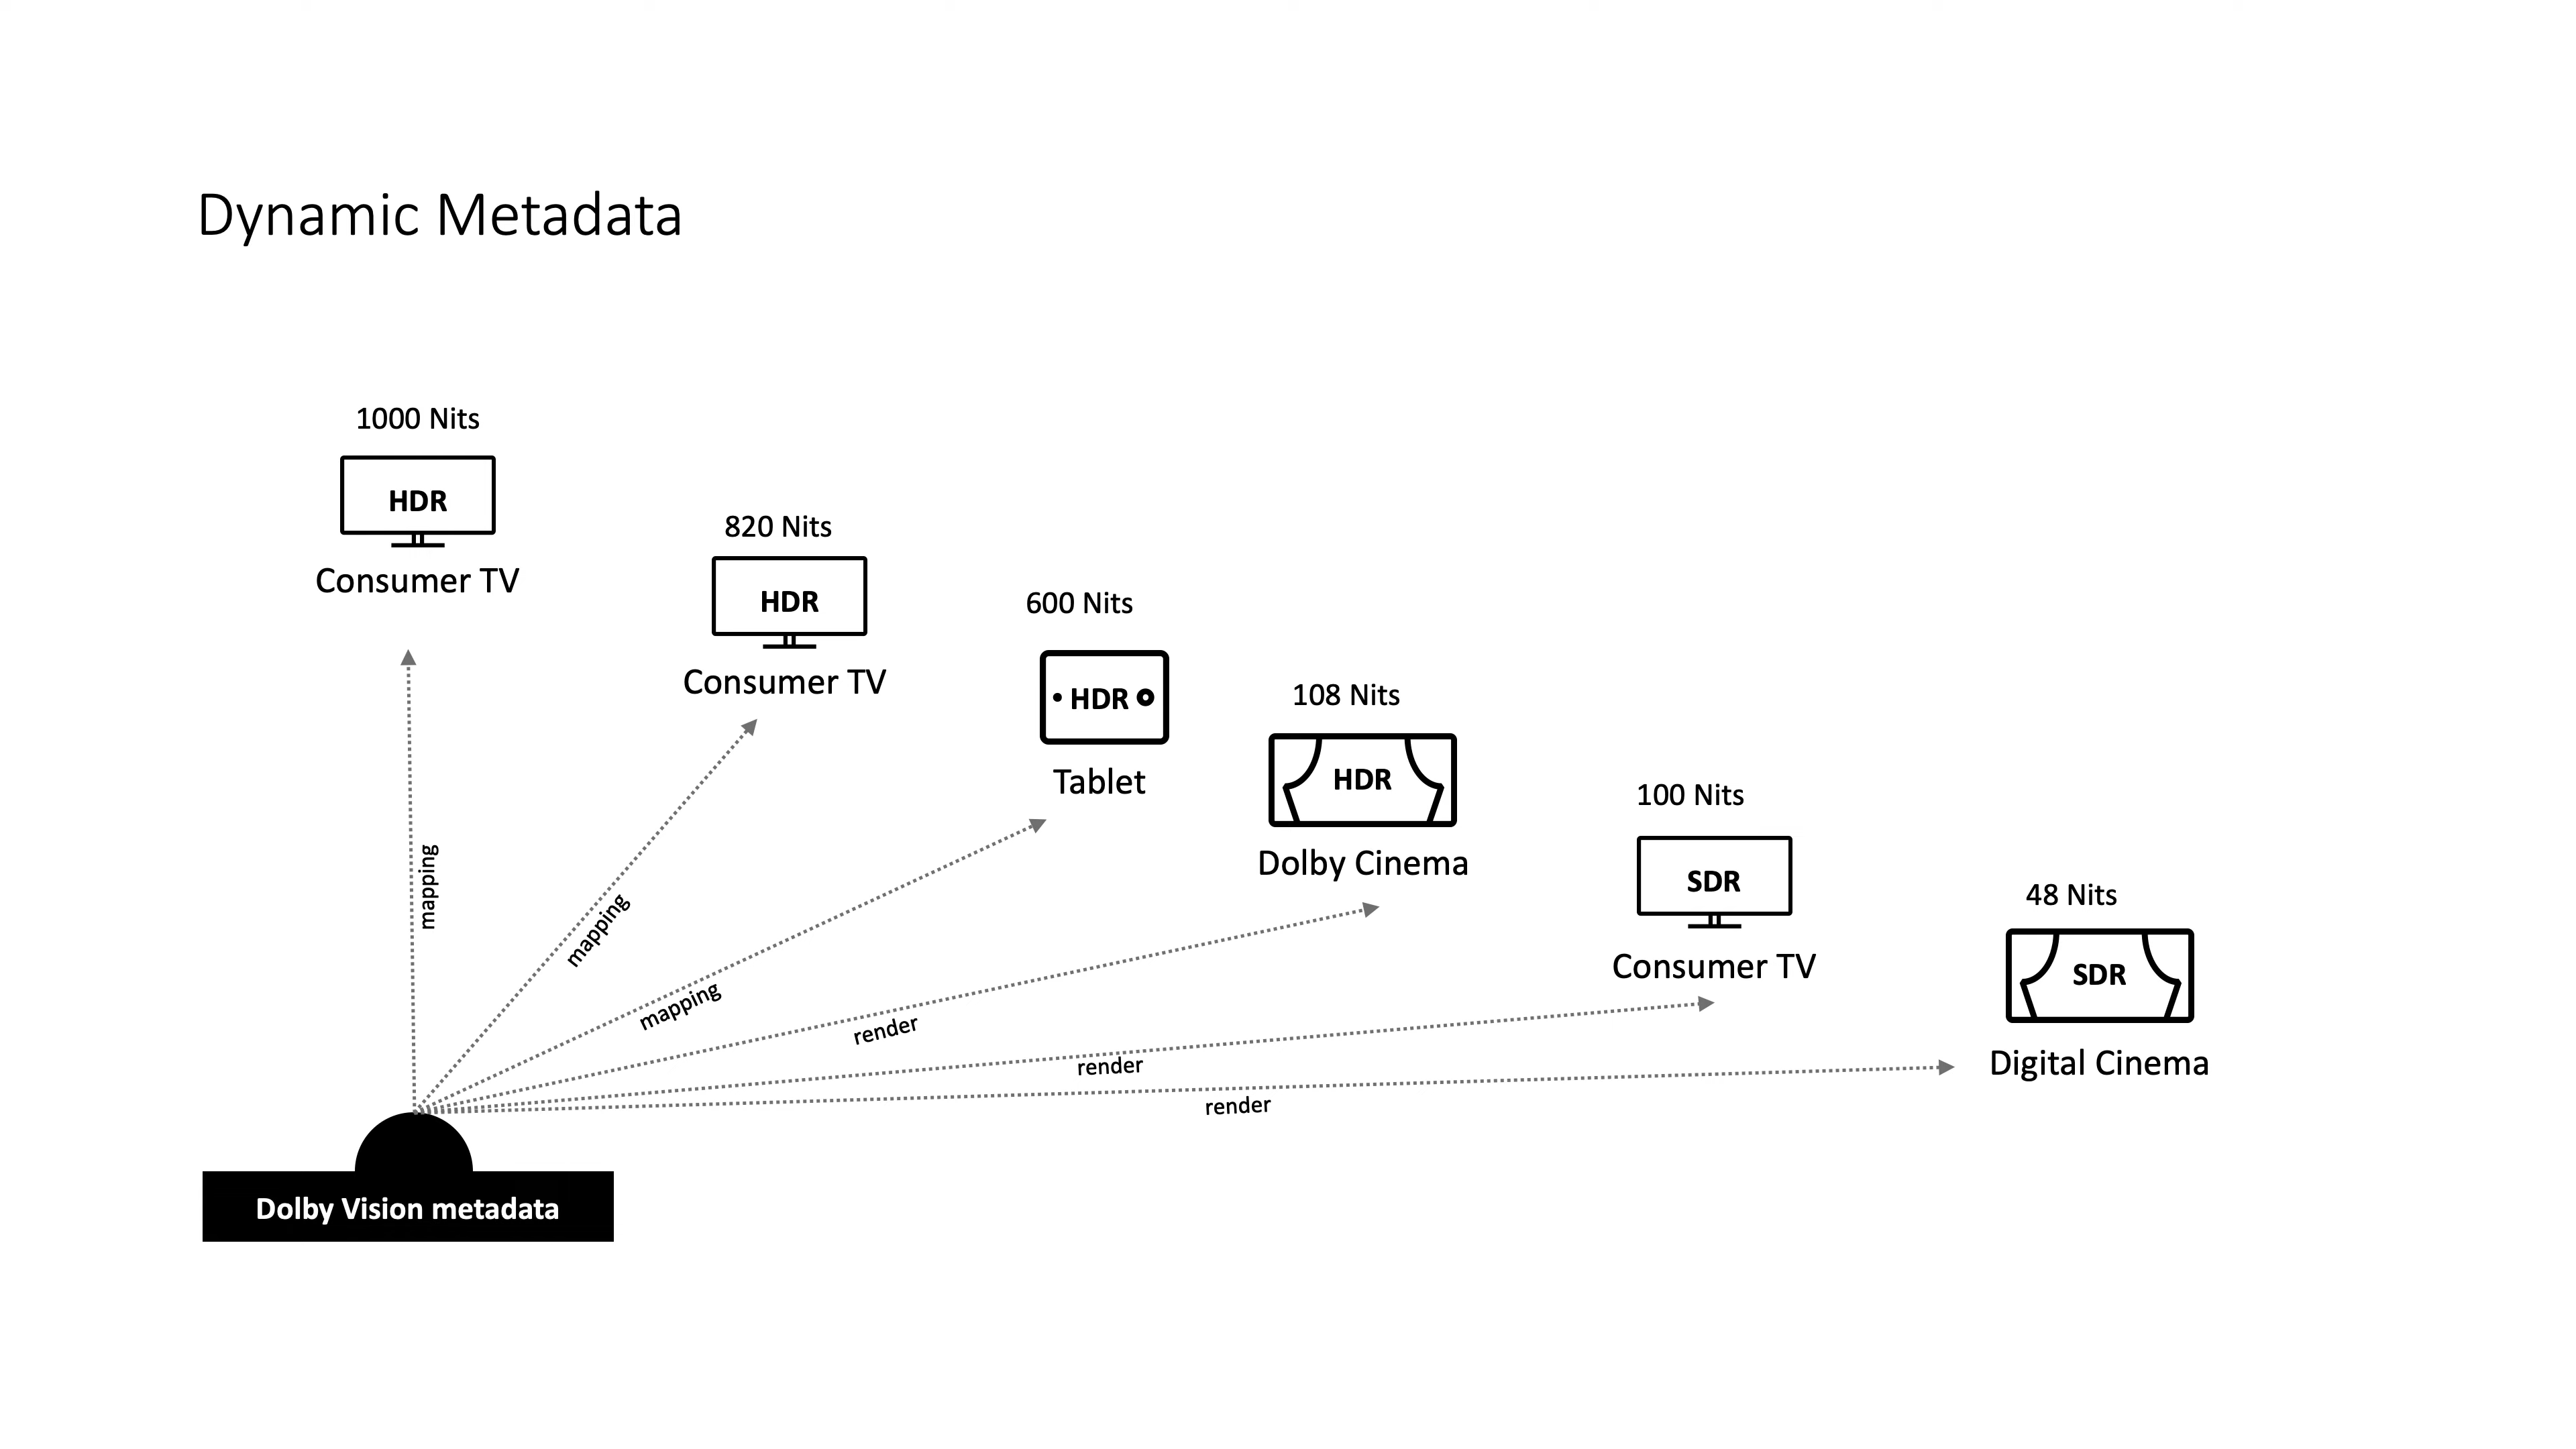 Dynamic Metadata
1000 Nits
HDR
Consumer TV
820 Nits
HDR
Consumer TV
600 Nits
HDR
Tablet
108 Nits
HDR
Dolby Cinema
100 Nits
SDR
Consumer TV
48 Nits
SDR
Digital Cinema
mapping
mapping
mapping
render
render
render
Dolby Vision metadata